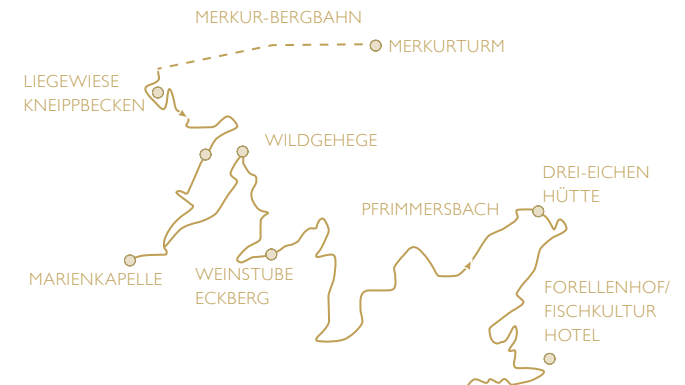 MERKUR-BERGBAHN
MERKURTURM
LIEGEWIESE
KNEIPPBECKEN
WILDGEHEGE
DREI-EICHEN
HÜTTE
PFRIMMERSBACH
MARIENKAPELLE
WEINSTUBE
ECKBERG
FORELLENHOF/
FISCHKULTUR
HOTEL